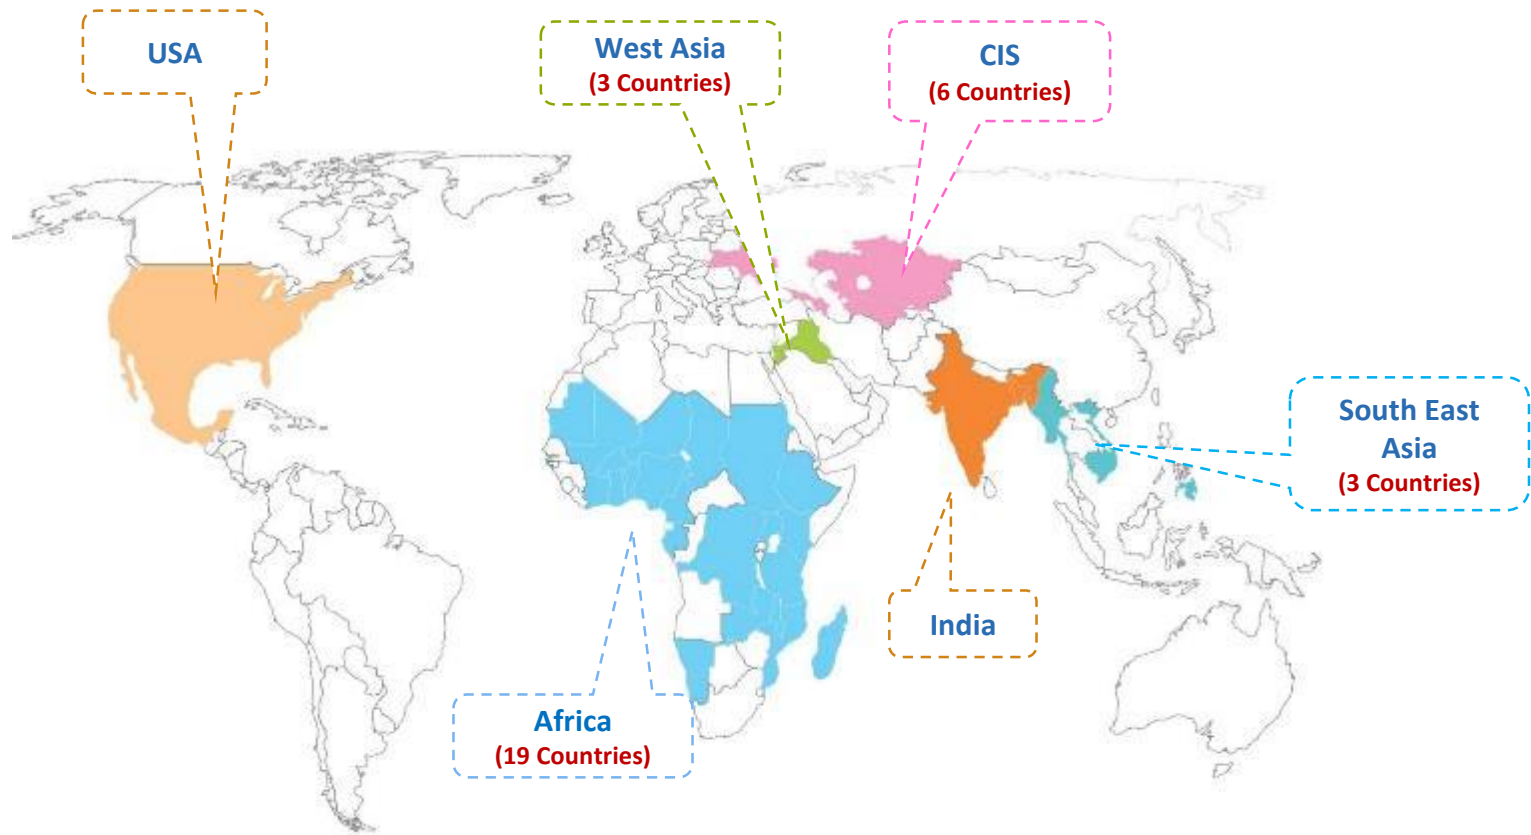 USA
West Asia
(3 Countries)
CIS
(6 Countries)
South East
Asia
(3 Countries)
India
Africa
(19 Countries)